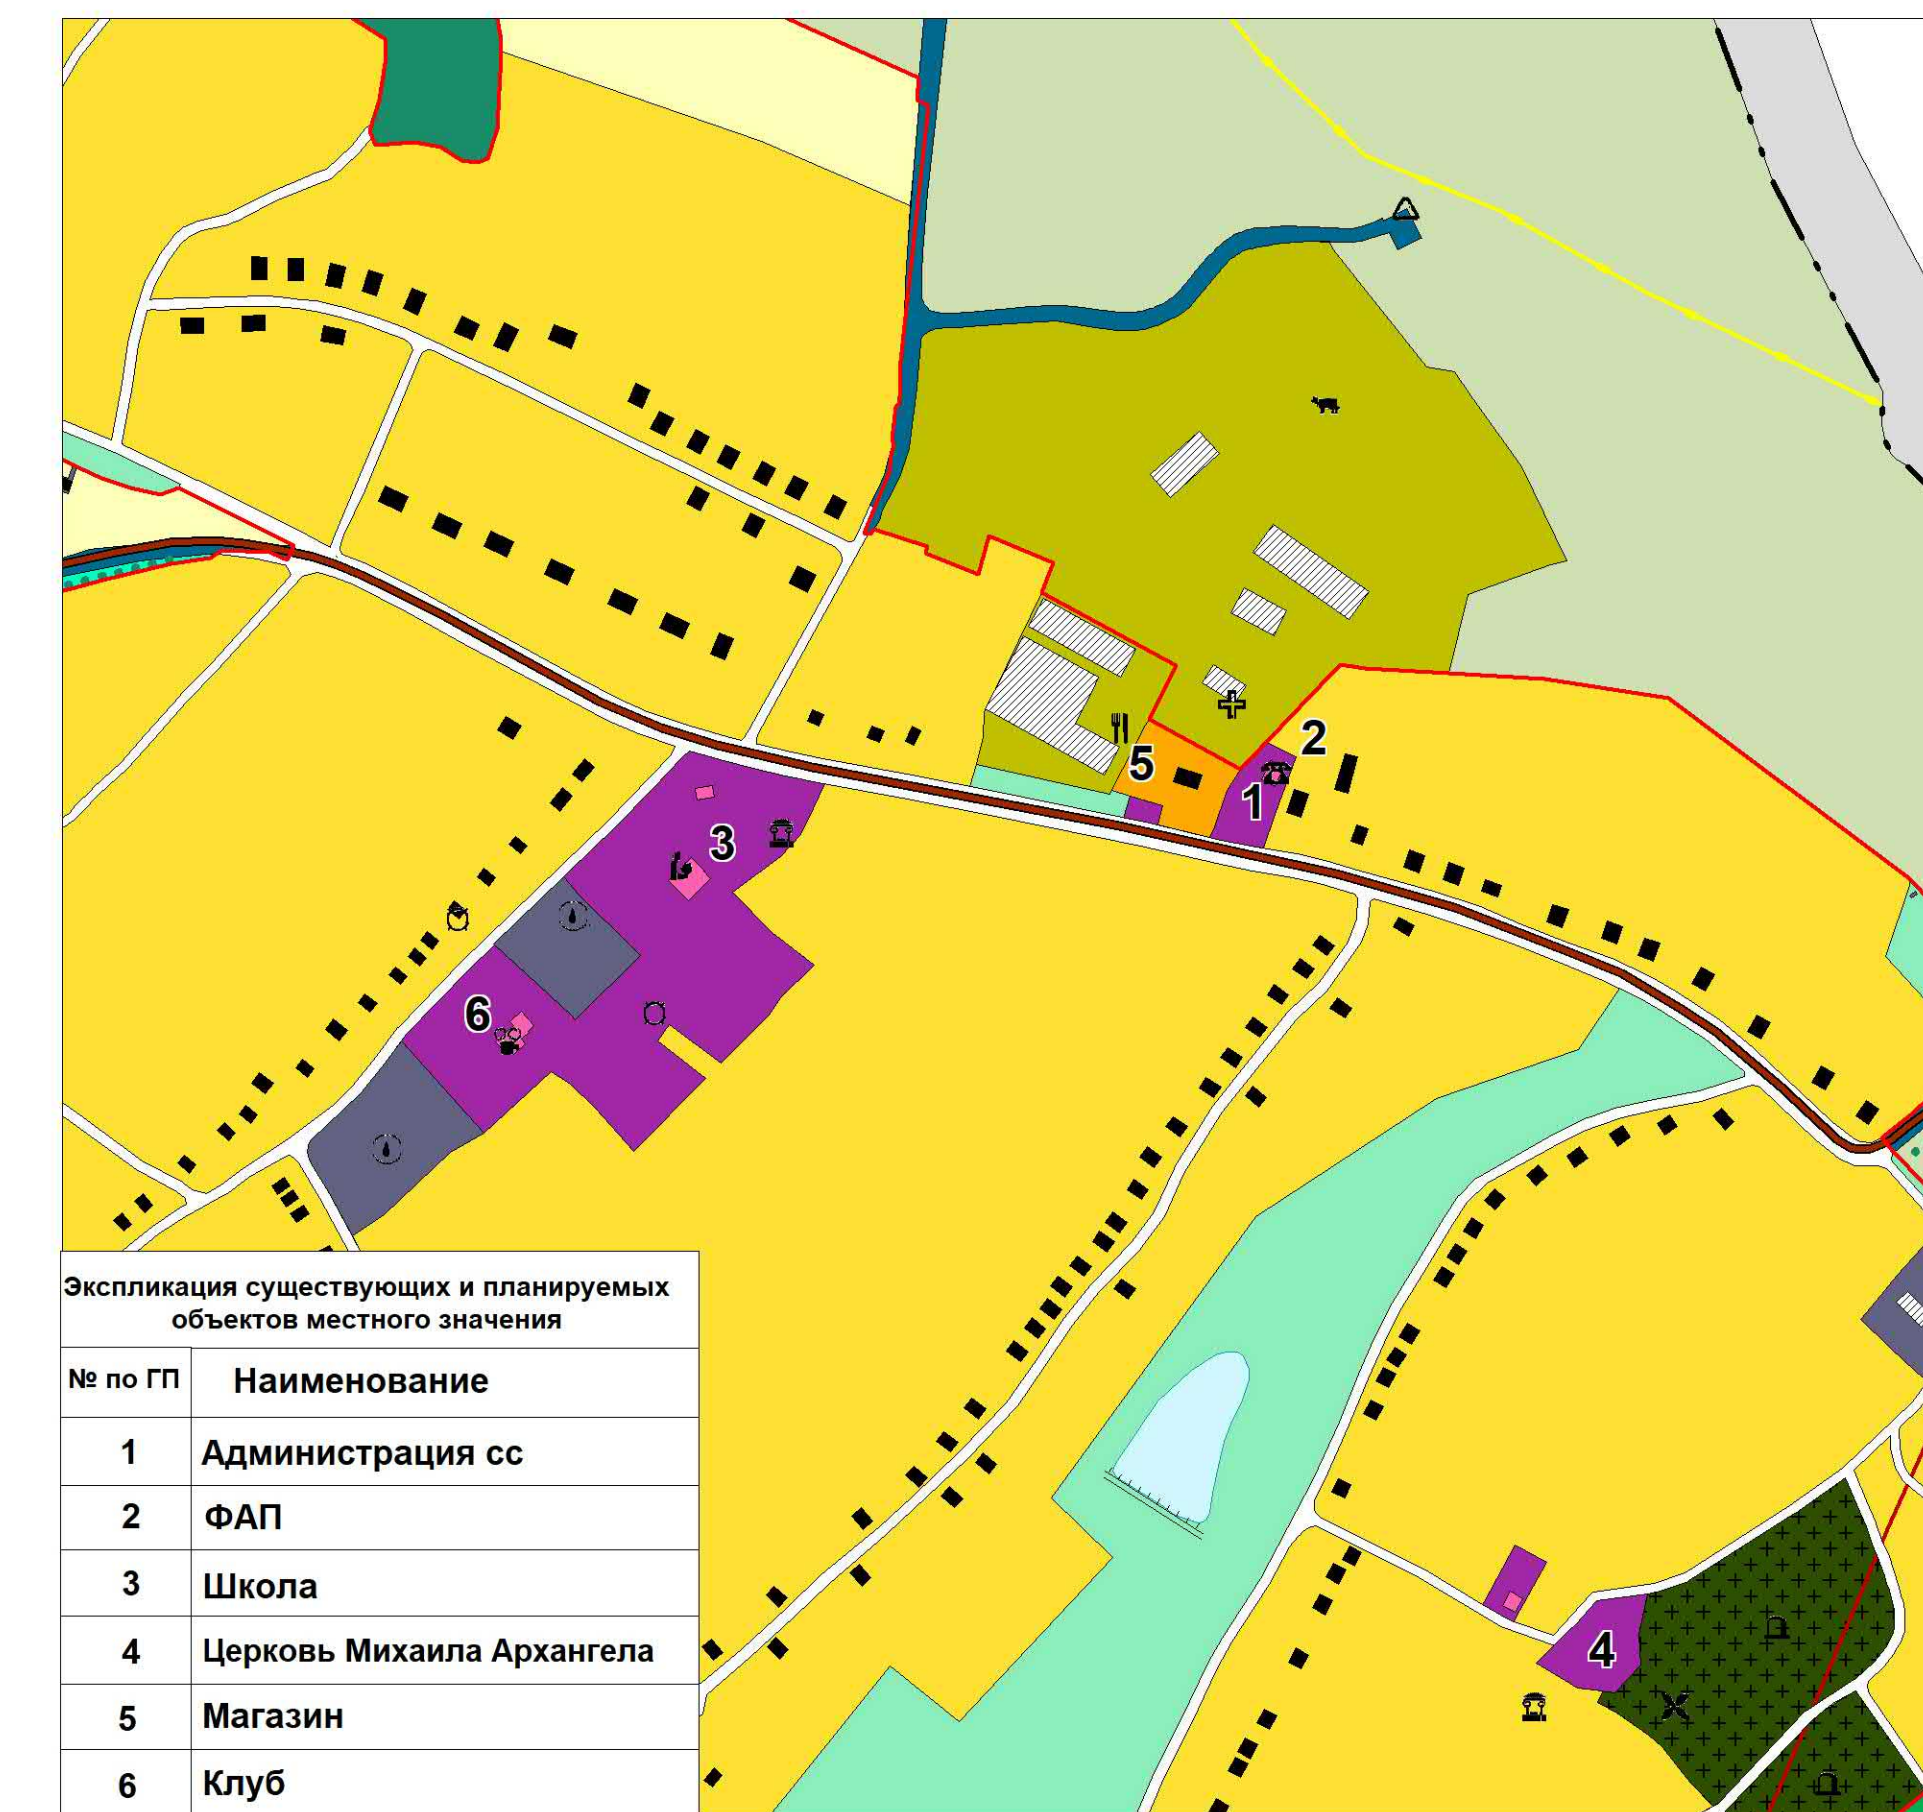 2
5
1
3
6
4
Экспликация существующих и планируемых
объектов местного значения
№ по ГП Наименование
1 Администрация сс
2 ФАП
3 Школа
4 Церковь Михаила Архангела
5 Магазин
6 Клуб